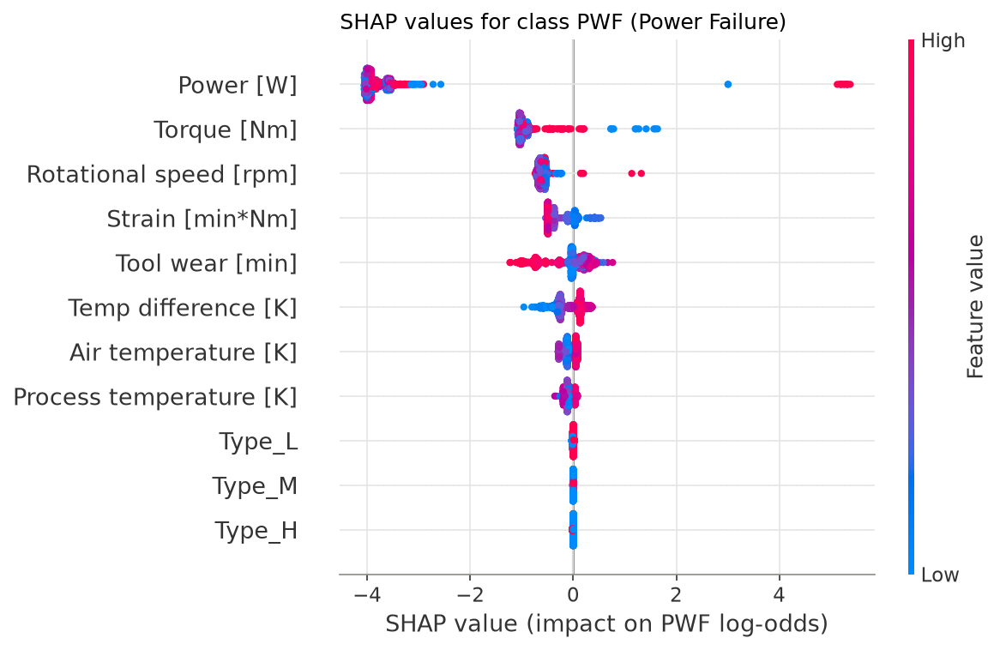 SHAP values for class PWF (Power Failure)
High
Power [W]
Torque [Nm]
Rotational speed [rpm]
Strain [min*Nm]
Tool wear [min]
Temp difference [K]
Air temperature [K]
Process temperature [K]
Type_L
Type_M
Type_H
Feature value
Low
−4 −2 0 2 4
SHAP value (impact on PWF log-odds)